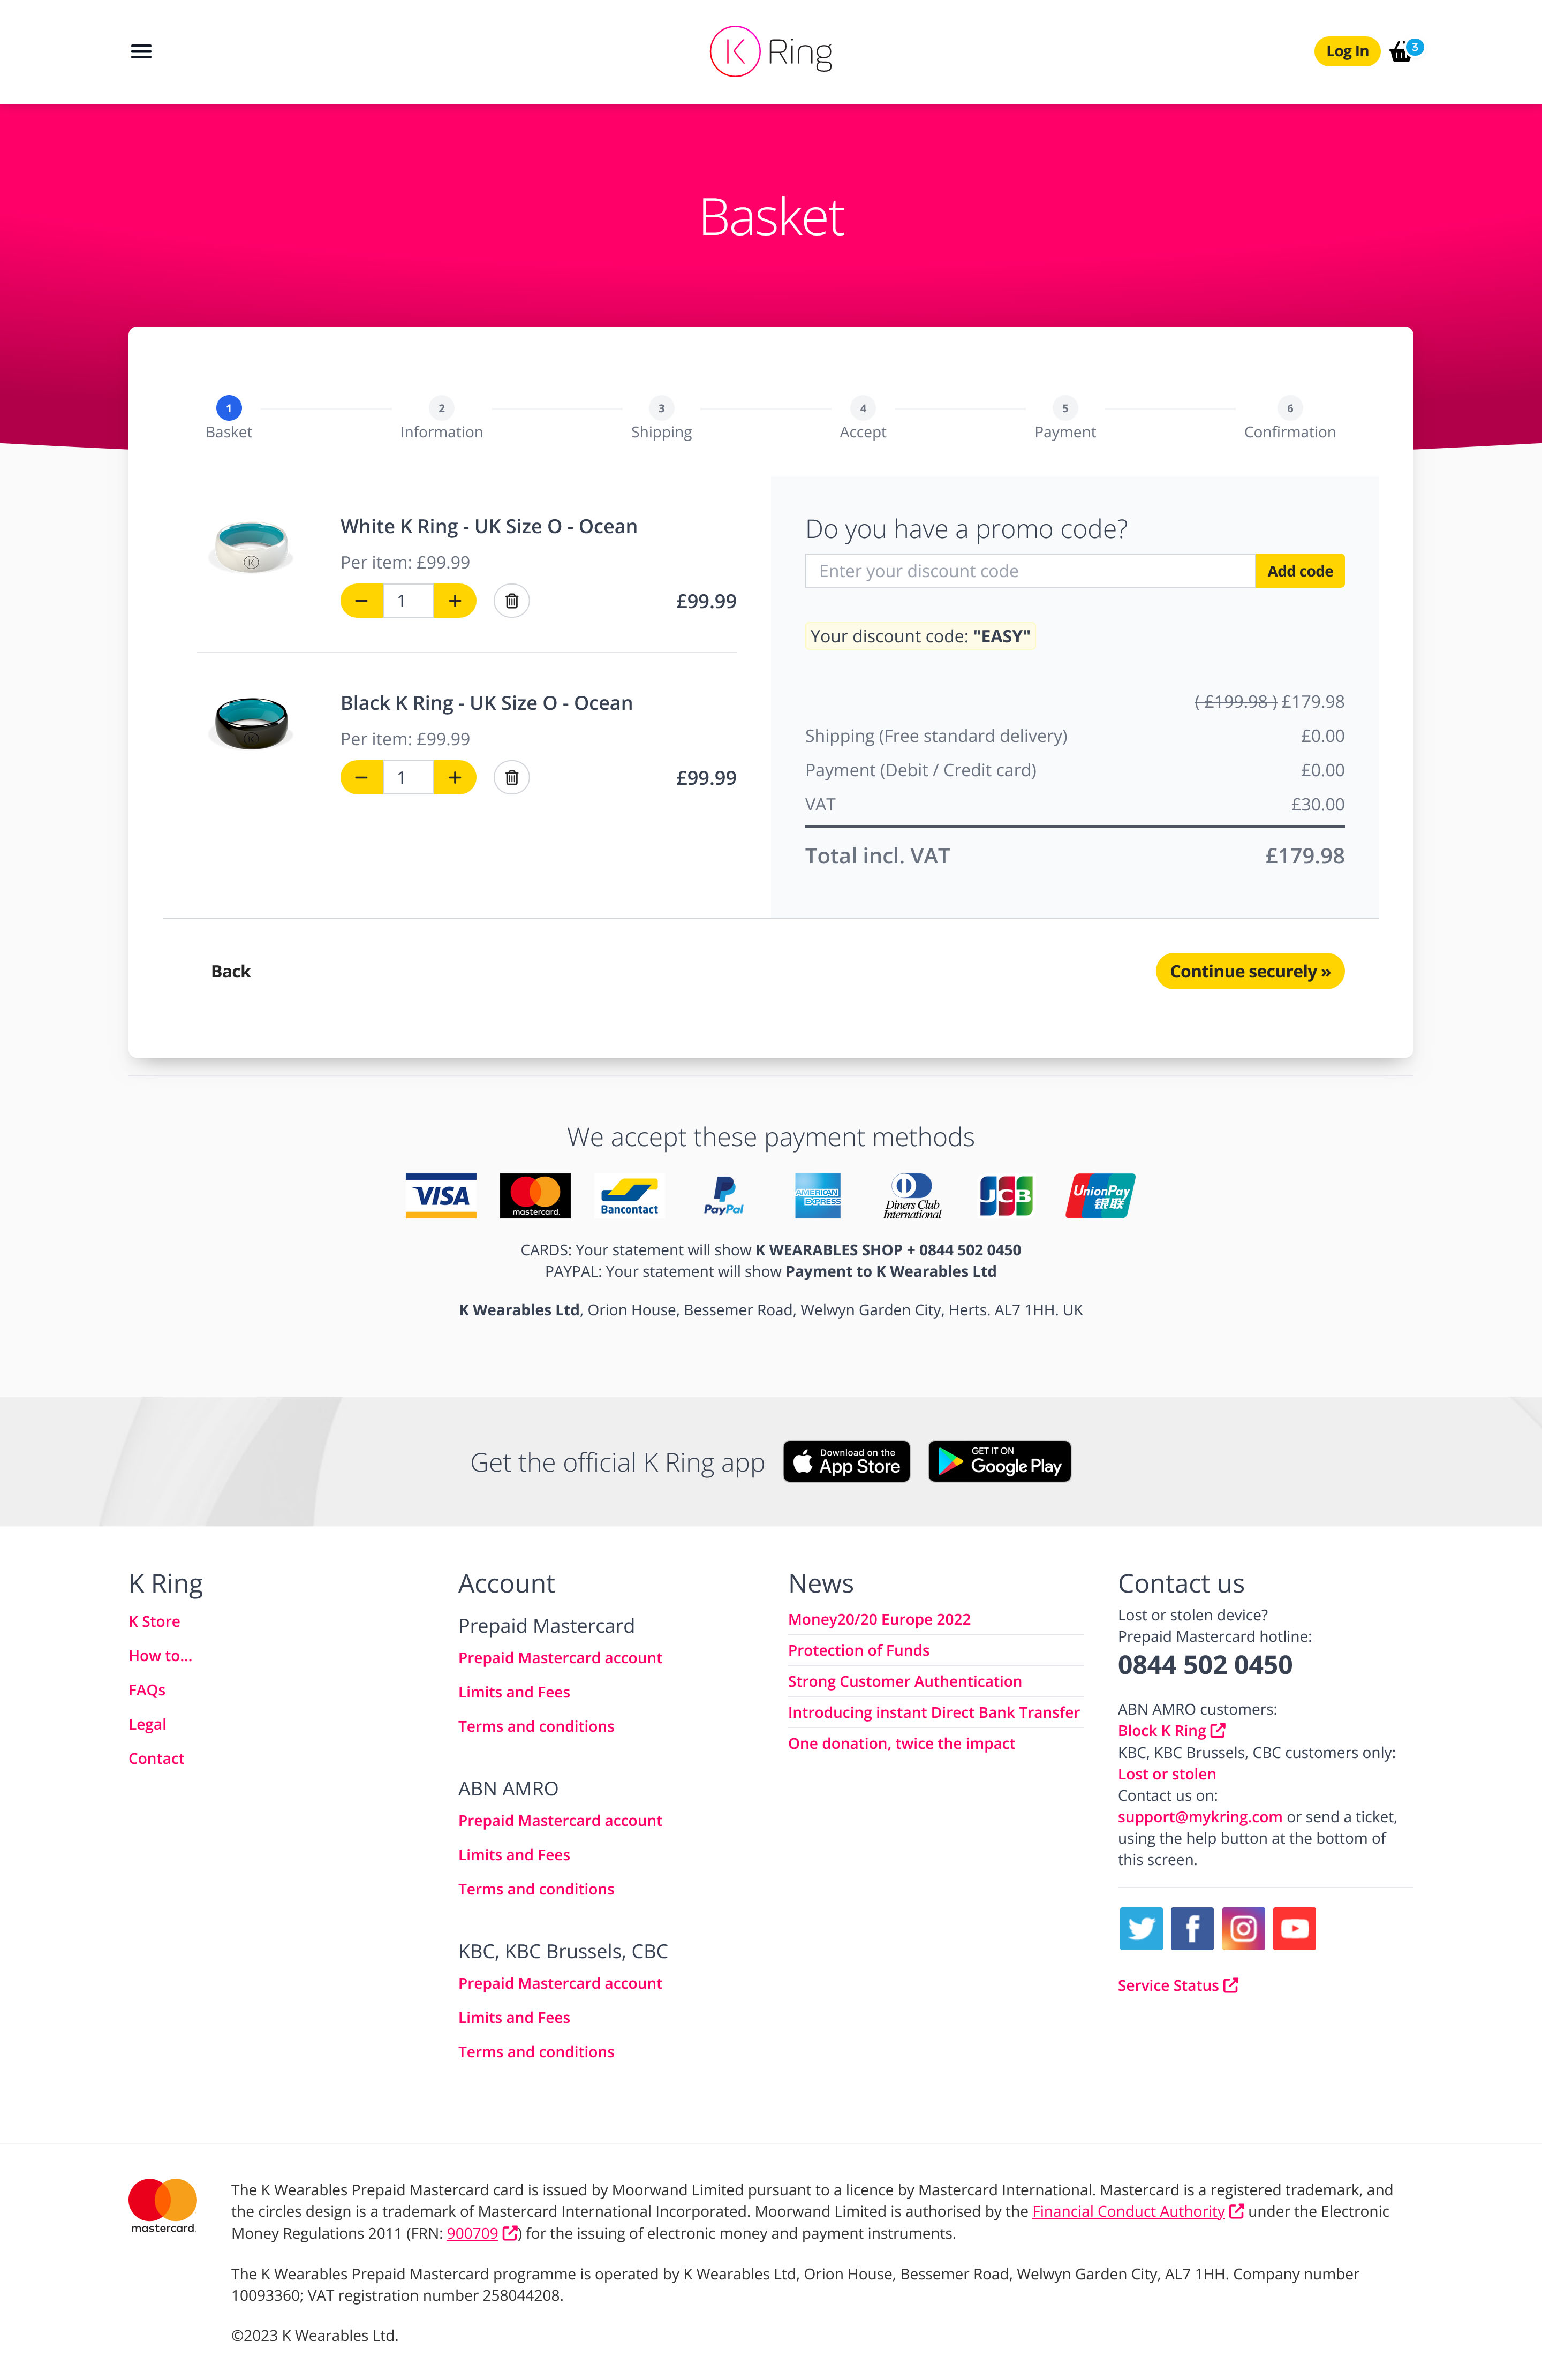 K Ring
Log In
3
Basket
1
2
3
4
5
6
Basket
Information
Shipping
Accept
Payment
Confirmation
White K Ring - UK Size O - Ocean
Per item: £99.99
− 1 +
£99.99
Black K Ring - UK Size O - Ocean
Per item: £99.99
− 1 +
£99.99
Do you have a promo code?
Enter your discount code
Add code
Your discount code: "EASY"
( £199.98 ) £179.98
Shipping (Free standard delivery) £0.00
Payment (Debit / Credit card) £0.00
VAT £30.00
Total incl. VAT £179.98
Back
Continue securely »
We accept these payment methods
VISA
mastercard.
Bancontact
PayPal
AMERICAN EXPRESS
Diners Club International
JCB
UnionPay 银联
CARDS: Your statement will show K WEARABLES SHOP + 0844 502 0450
PAYPAL: Your statement will show Payment to K Wearables Ltd
K Wearables Ltd, Orion House, Bessemer Road, Welwyn Garden City, Herts. AL7 1HH. UK
Get the official K Ring app
Download on the
App Store
GET IT ON
Google Play
K Ring
K Store
How to...
FAQs
Legal
Contact
Account
Prepaid Mastercard
Prepaid Mastercard account
Limits and Fees
Terms and conditions
ABN AMRO
Prepaid Mastercard account
Limits and Fees
Terms and conditions
KBC, KBC Brussels, CBC
Prepaid Mastercard account
Limits and Fees
Terms and conditions
News
Money20/20 Europe 2022
Protection of Funds
Strong Customer Authentication
Introducing instant Direct Bank Transfer
One donation, twice the impact
Contact us
Lost or stolen device?
Prepaid Mastercard hotline:
0844 502 0450
ABN AMRO customers:
Block K Ring
KBC, KBC Brussels, CBC customers only:
Lost or stolen
Contact us on:
support@mykring.com or send a ticket,
using the help button at the bottom of
this screen.
Service Status
mastercard.
The K Wearables Prepaid Mastercard card is issued by Moorwand Limited pursuant to a licence by Mastercard International. Mastercard is a registered trademark, and
the circles design is a trademark of Mastercard International Incorporated. Moorwand Limited is authorised by the Financial Conduct Authority under the Electronic
Money Regulations 2011 (FRN: 900709 ) for the issuing of electronic money and payment instruments.
The K Wearables Prepaid Mastercard programme is operated by K Wearables Ltd, Orion House, Bessemer Road, Welwyn Garden City, AL7 1HH. Company number
10093360; VAT registration number 258044208.
©2023 K Wearables Ltd.